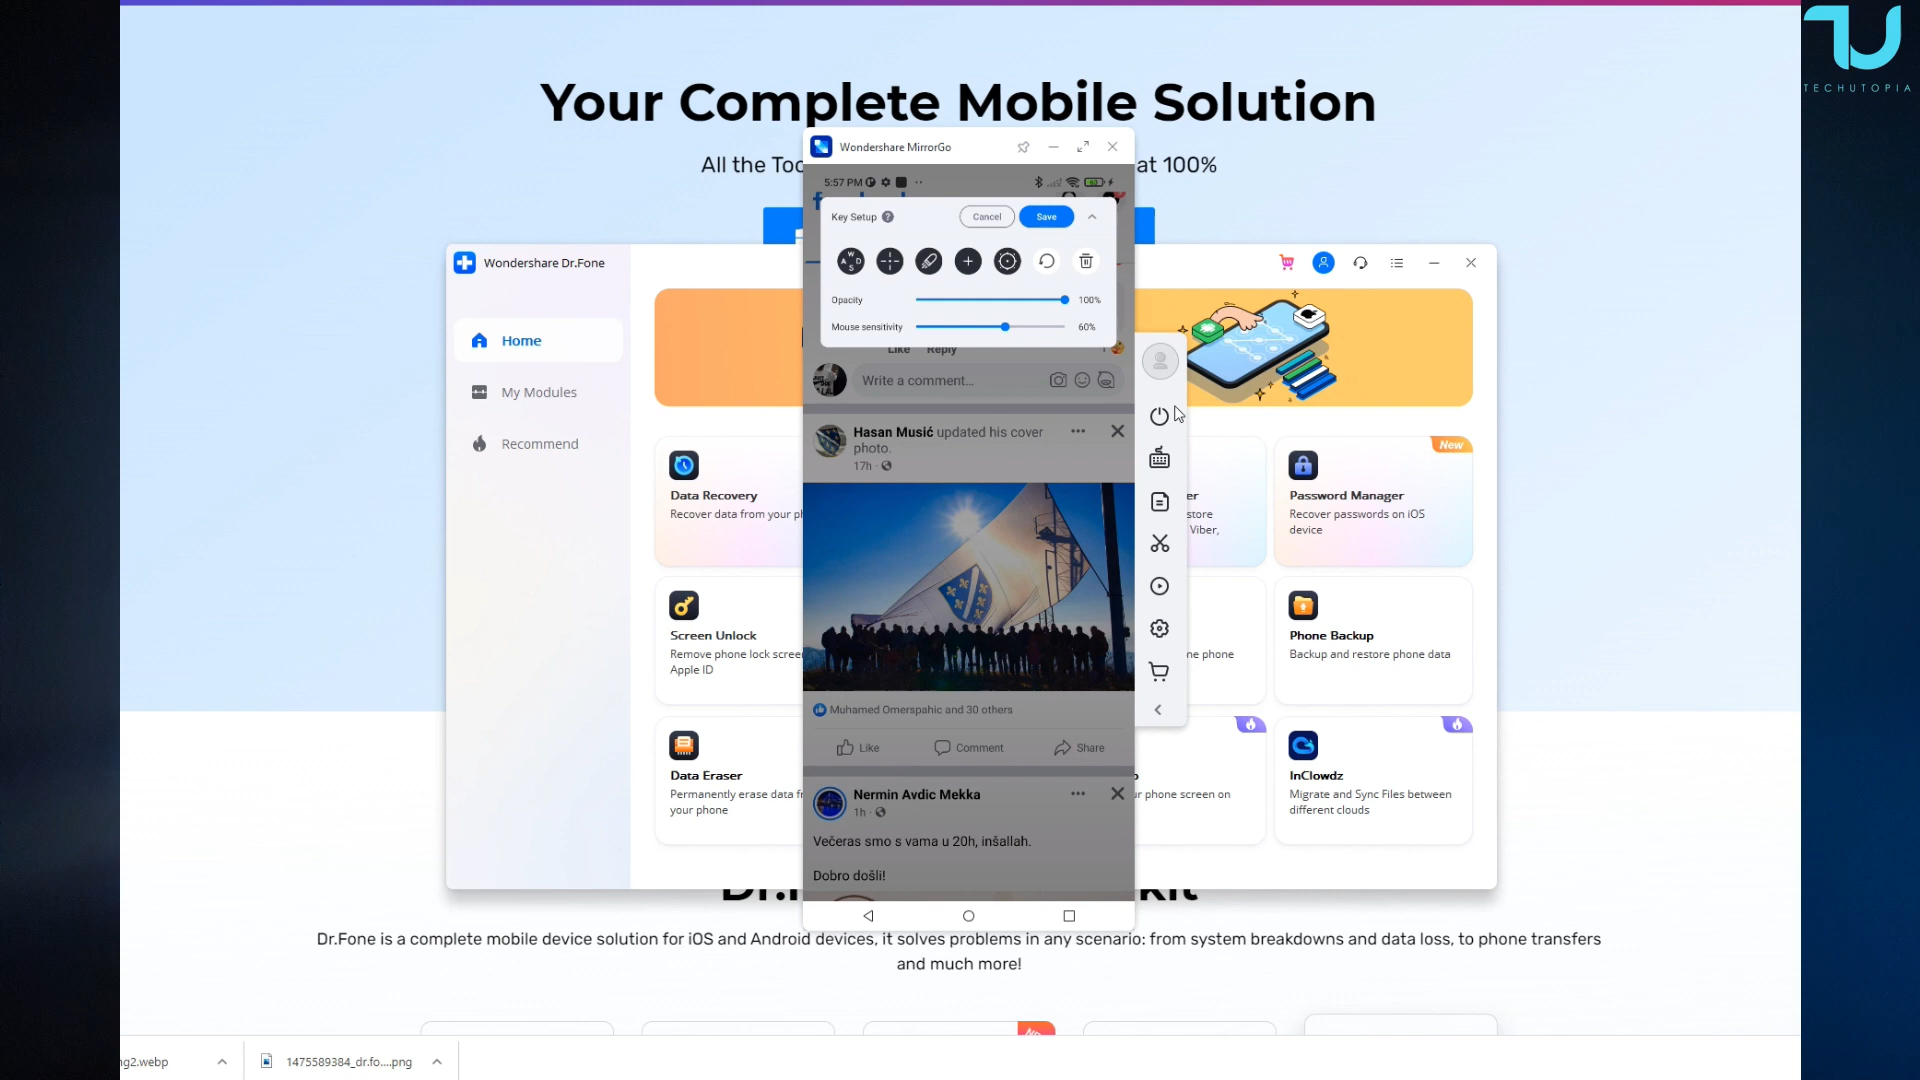 TECHUTOPIA
Your Complete Mobile Solution
All the Too
at 100%
Wondershare MirrorGo
5:57 PM
Key Setup ?
Cancel
Save
W
A S D
Opacity
100%
Mouse sensitivity
60%
Like Reply
Write a comment...
Hasan Musić updated his cover
photo.
17h
Muhamed Omerspahic and 30 others
Like
Comment
Share
Nermin Avdic Mekka
1h
Večeras smo s vama u 20h, inšallah.
Dobro došli!
Wondershare Dr.Fone
Home
My Modules
Recommend
Data Recovery
Recover data from your ph
er
store
Viber,
New
Password Manager
Recover passwords on iOS
device
Screen Unlock
Remove phone lock scree
Apple ID
ne phone
Phone Backup
Backup and restore phone data
Data Eraser
Permanently erase data fr
your phone
ur phone screen on
InClowdz
Migrate and Sync Files between
different clouds
Dr.Fone is a complete mobile device solution for iOS and Android devices, it solves problems in any scenario: from system breakdowns and data loss, to phone transfers
and much more!
ng2.webp
1475589384_dr.fo....png